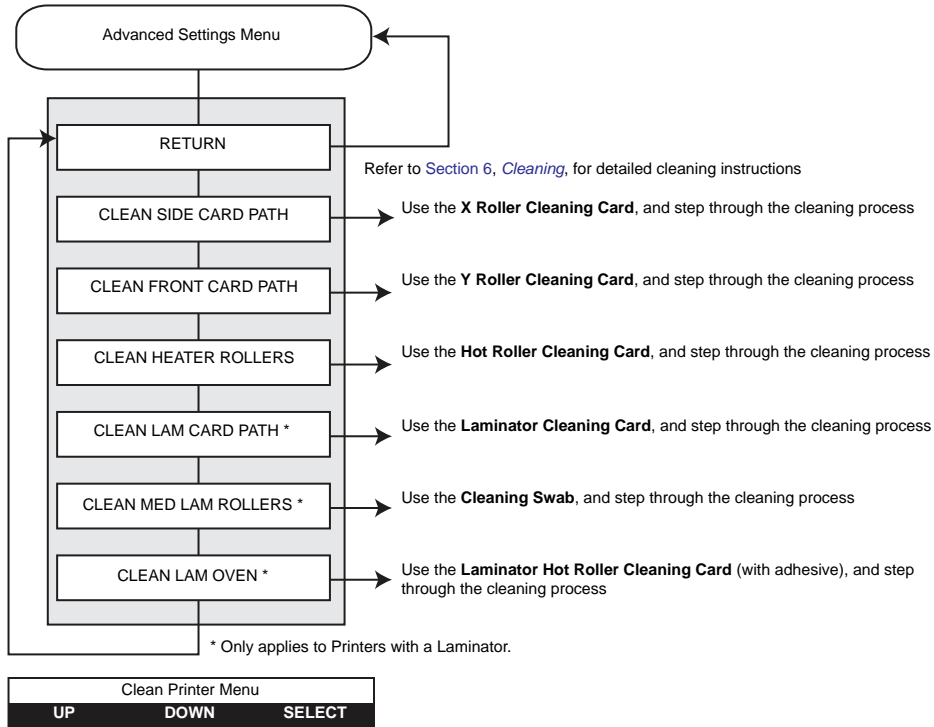 Advanced Settings Menu
RETURN
Refer to Section 6, Cleaning, for detailed cleaning instructions
CLEAN SIDE CARD PATH
Use the X Roller Cleaning Card, and step through the cleaning process
CLEAN FRONT CARD PATH
Use the Y Roller Cleaning Card, and step through the cleaning process
CLEAN HEATER ROLLERS
Use the Hot Roller Cleaning Card, and step through the cleaning process
CLEAN LAM CARD PATH *
Use the Laminator Cleaning Card, and step through the cleaning process
CLEAN MED LAM ROLLERS *
Use the Cleaning Swab, and step through the cleaning process
CLEAN LAM OVEN *
Use the Laminator Hot Roller Cleaning Card (with adhesive), and step
through the cleaning process
* Only applies to Printers with a Laminator.
Clean Printer Menu
UP DOWN SELECT